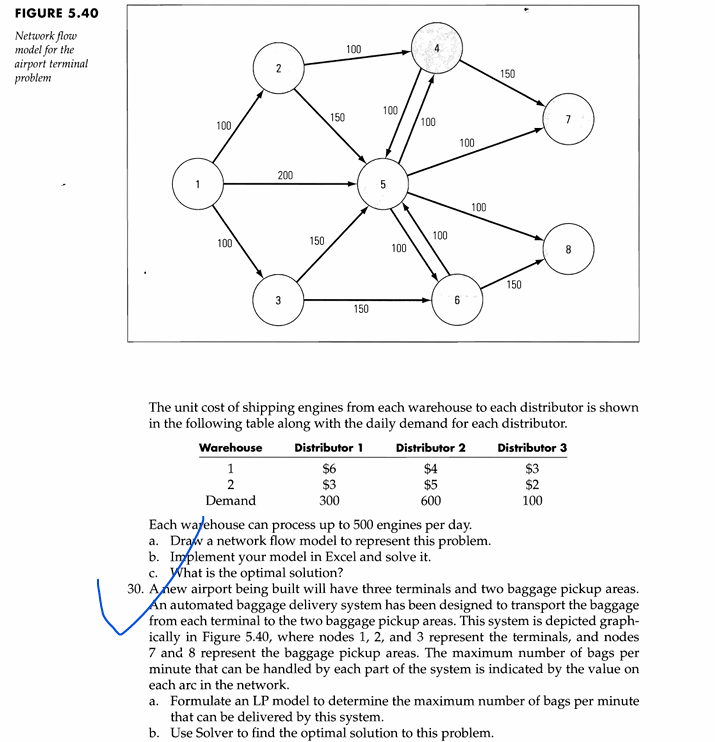 FIGURE 5.40
Network flow
model for the
airport terminal
problem
2
100
4
150
100
150
100
100
7
100
1
200
5
100
100
150
100
100
8
3
150
6
150
The unit cost of shipping engines from each warehouse to each distributor is shown
in the following table along with the daily demand for each distributor.
Warehouse Distributor 1 Distributor 2 Distributor 3
1 $6 $4 $3
2 $3 $5 $2
Demand 300 600 100
Each warehouse can process up to 500 engines per day.
a. Draw a network flow model to represent this problem.
b. Implement your model in Excel and solve it.
c. What is the optimal solution?
30. A new airport being built will have three terminals and two baggage pickup areas.
An automated baggage delivery system has been designed to transport the baggage
from each terminal to the two baggage pickup areas. This system is depicted graph-
ically in Figure 5.40, where nodes 1, 2, and 3 represent the terminals, and nodes
7 and 8 represent the baggage pickup areas. The maximum number of bags per
minute that can be handled by each part of the system is indicated by the value on
each arc in the network.
a. Formulate an LP model to determine the maximum number of bags per minute
that can be delivered by this system.
b. Use Solver to find the optimal solution to this problem.